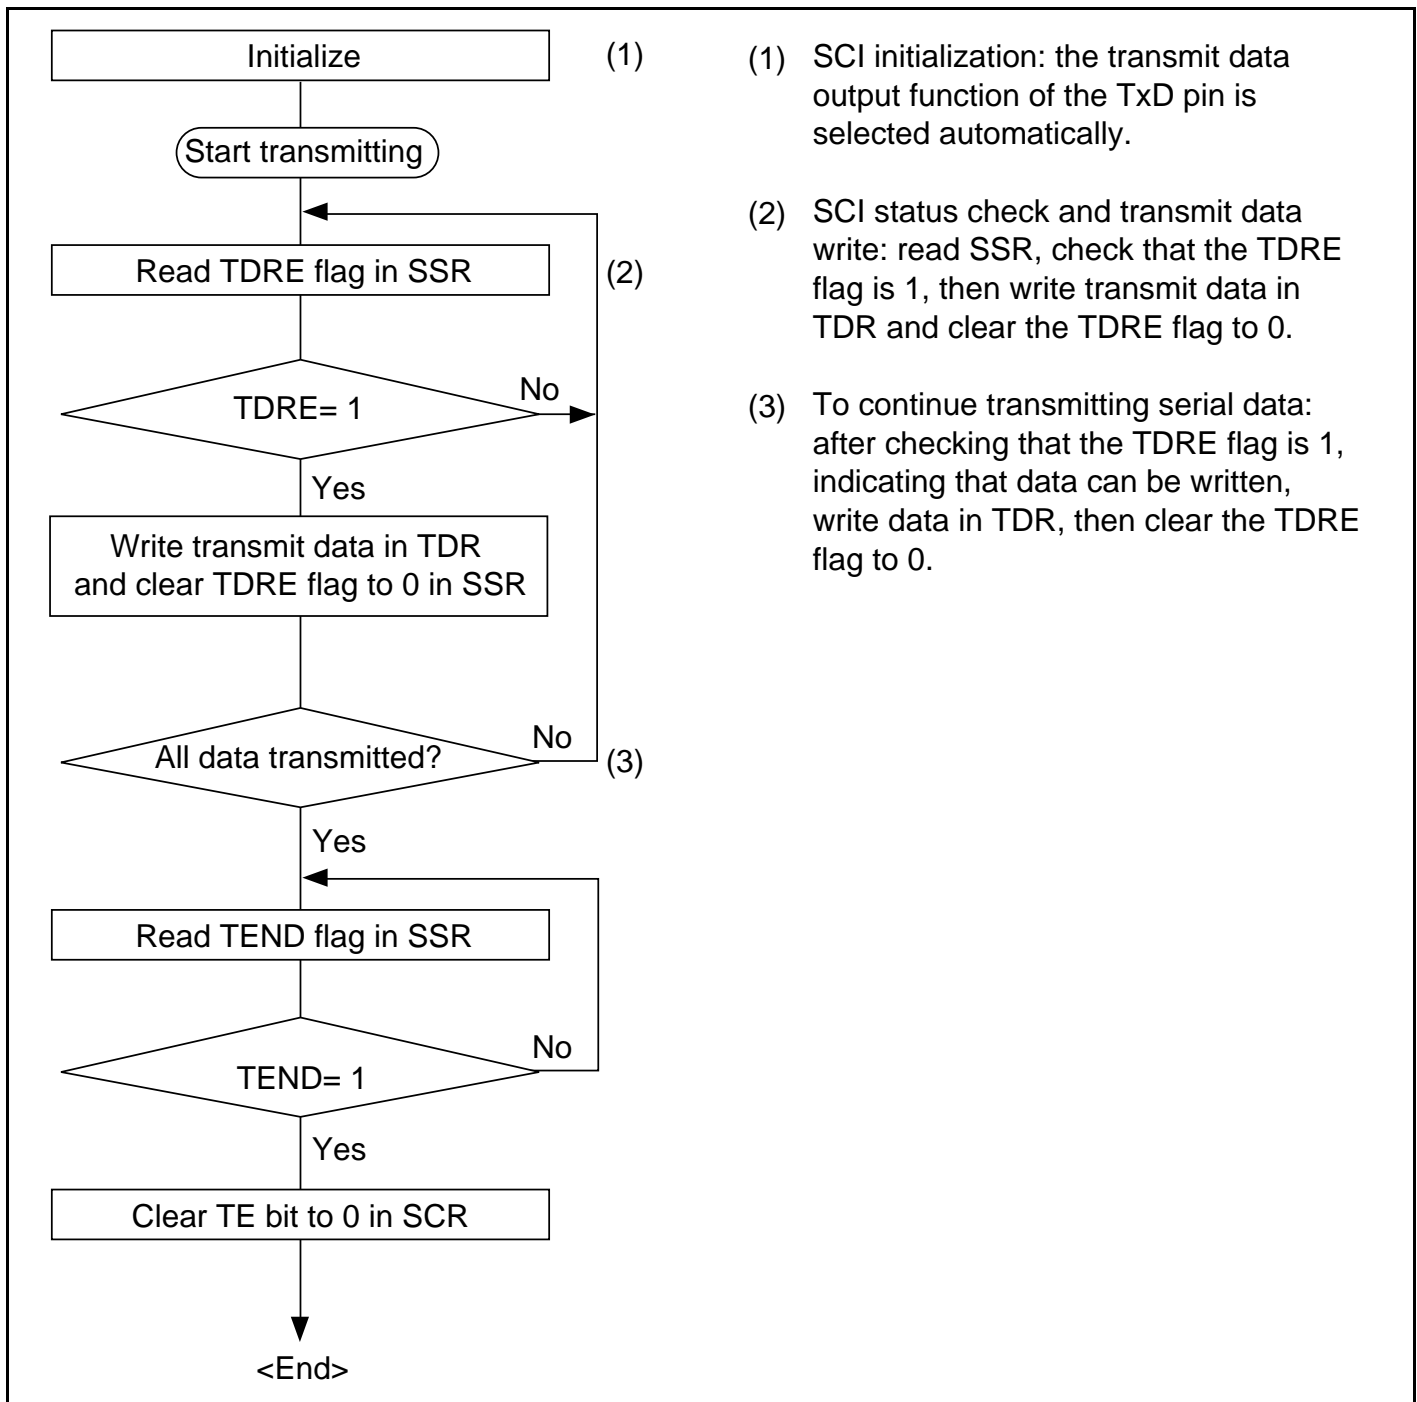 Initialize
(1)
Start transmitting
Read TDRE flag in SSR
(2)
TDRE= 1
No
Yes
Write transmit data in TDR
and clear TDRE flag to 0 in SSR
All data transmitted?
No
(3)
Yes
Read TEND flag in SSR
TEND= 1
No
Yes
Clear TE bit to 0 in SCR
<End>
(1) SCI initialization: the transmit data
output function of the TxD pin is
selected automatically.
(2) SCI status check and transmit data
write: read SSR, check that the TDRE
flag is 1, then write transmit data in
TDR and clear the TDRE flag to 0.
(3) To continue transmitting serial data:
after checking that the TDRE flag is 1,
indicating that data can be written,
write data in TDR, then clear the TDRE
flag to 0.